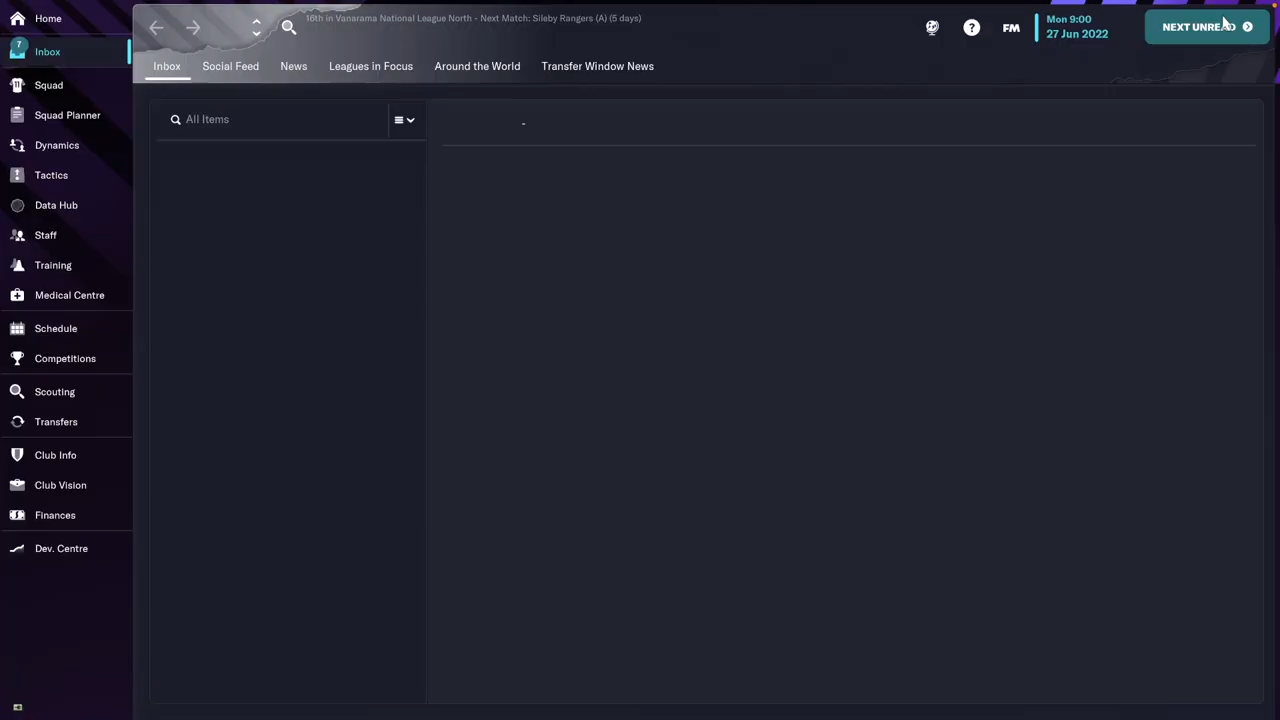 Home
16th in Vanarama National League North - Next Match: Sileby Rangers (A) (5 days)
FM
Mon 9:00
27 Jun 2022
NEXT UNREAD
7
Inbox
Inbox
Social Feed
News
Leagues in Focus
Around the World
Transfer Window News
Squad
Squad Planner
Dynamics
Tactics
Data Hub
Staff
Training
Medical Centre
Schedule
Competitions
Scouting
Transfers
Club Info
Club Vision
Finances
Dev. Centre
All Items
-